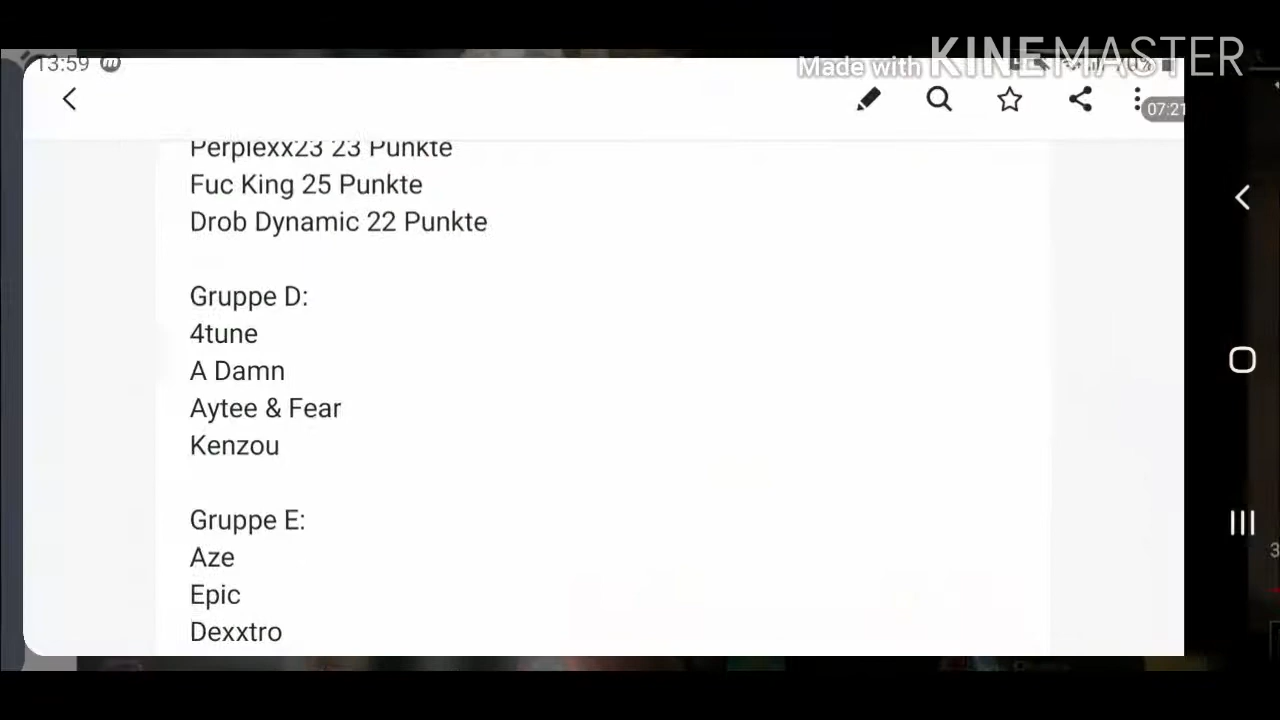 13:59
Made with KINEMASTER
70%
07:21
Perplexx23 23 Punkte
Fuc King 25 Punkte
Drob Dynamic 22 Punkte
Gruppe D:
4tune
A Damn
Aytee & Fear
Kenzou
Gruppe E:
Aze
Epic
Dexxtro